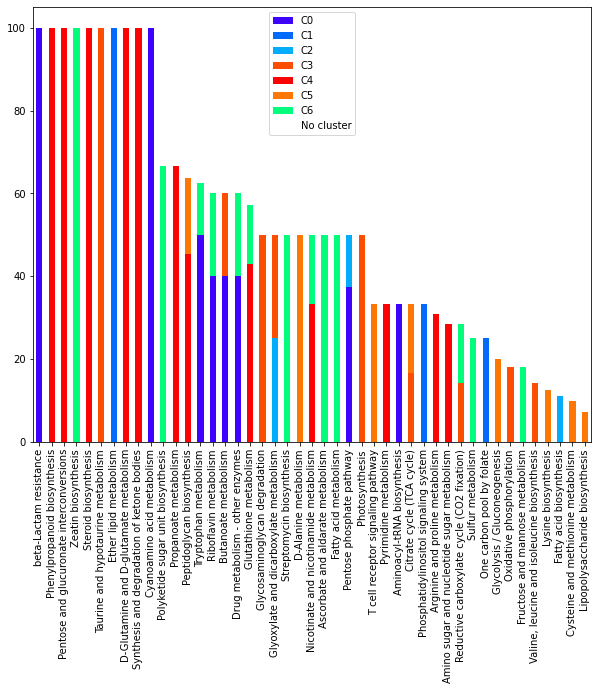 100
80
60
40
20
0
C0
C1
C2
C3
C4
C5
C6
No cluster
beta-Lactam resistance
Phenylpropanoid biosynthesis
Pentose and glucuronate interconversions
Zeatin biosynthesis
Steroid biosynthesis
Taurine and hypotaurine metabolism
Ether lipid metabolism
D-Glutamine and D-glutamate metabolism
Synthesis and degradation of ketone bodies
Cyanoamino acid metabolism
Polyketide sugar unit biosynthesis
Propanoate metabolism
Peptidoglycan biosynthesis
Tryptophan metabolism
Riboflavin metabolism
Butanoate metabolism
Drug metabolism - other enzymes
Glutathione metabolism
Glycosaminoglycan degradation
Glyoxylate and dicarboxylate metabolism
Streptomycin biosynthesis
D-Alanine metabolism
Nicotinate and nicotinamide metabolism
Ascorbate and aldarate metabolism
Fatty acid metabolism
Pentose phosphate pathway
Photosynthesis
T cell receptor signaling pathway
Pyrimidine metabolism
Aminoacyl-tRNA biosynthesis
Citrate cycle (TCA cycle)
Phosphatidylinositol signaling system
Arginine and proline metabolism
Amino sugar and nucleotide sugar metabolism
Reductive carboxylate cycle (CO2 fixation)
Sulfur metabolism
One carbon pool by folate
Glycolysis / Gluconeogenesis
Oxidative phosphorylation
Fructose and mannose metabolism
Valine, leucine and isoleucine biosynthesis
Lysine biosynthesis
Fatty acid biosynthesis
Cysteine and methionine metabolism
Lipopolysaccharide biosynthesis